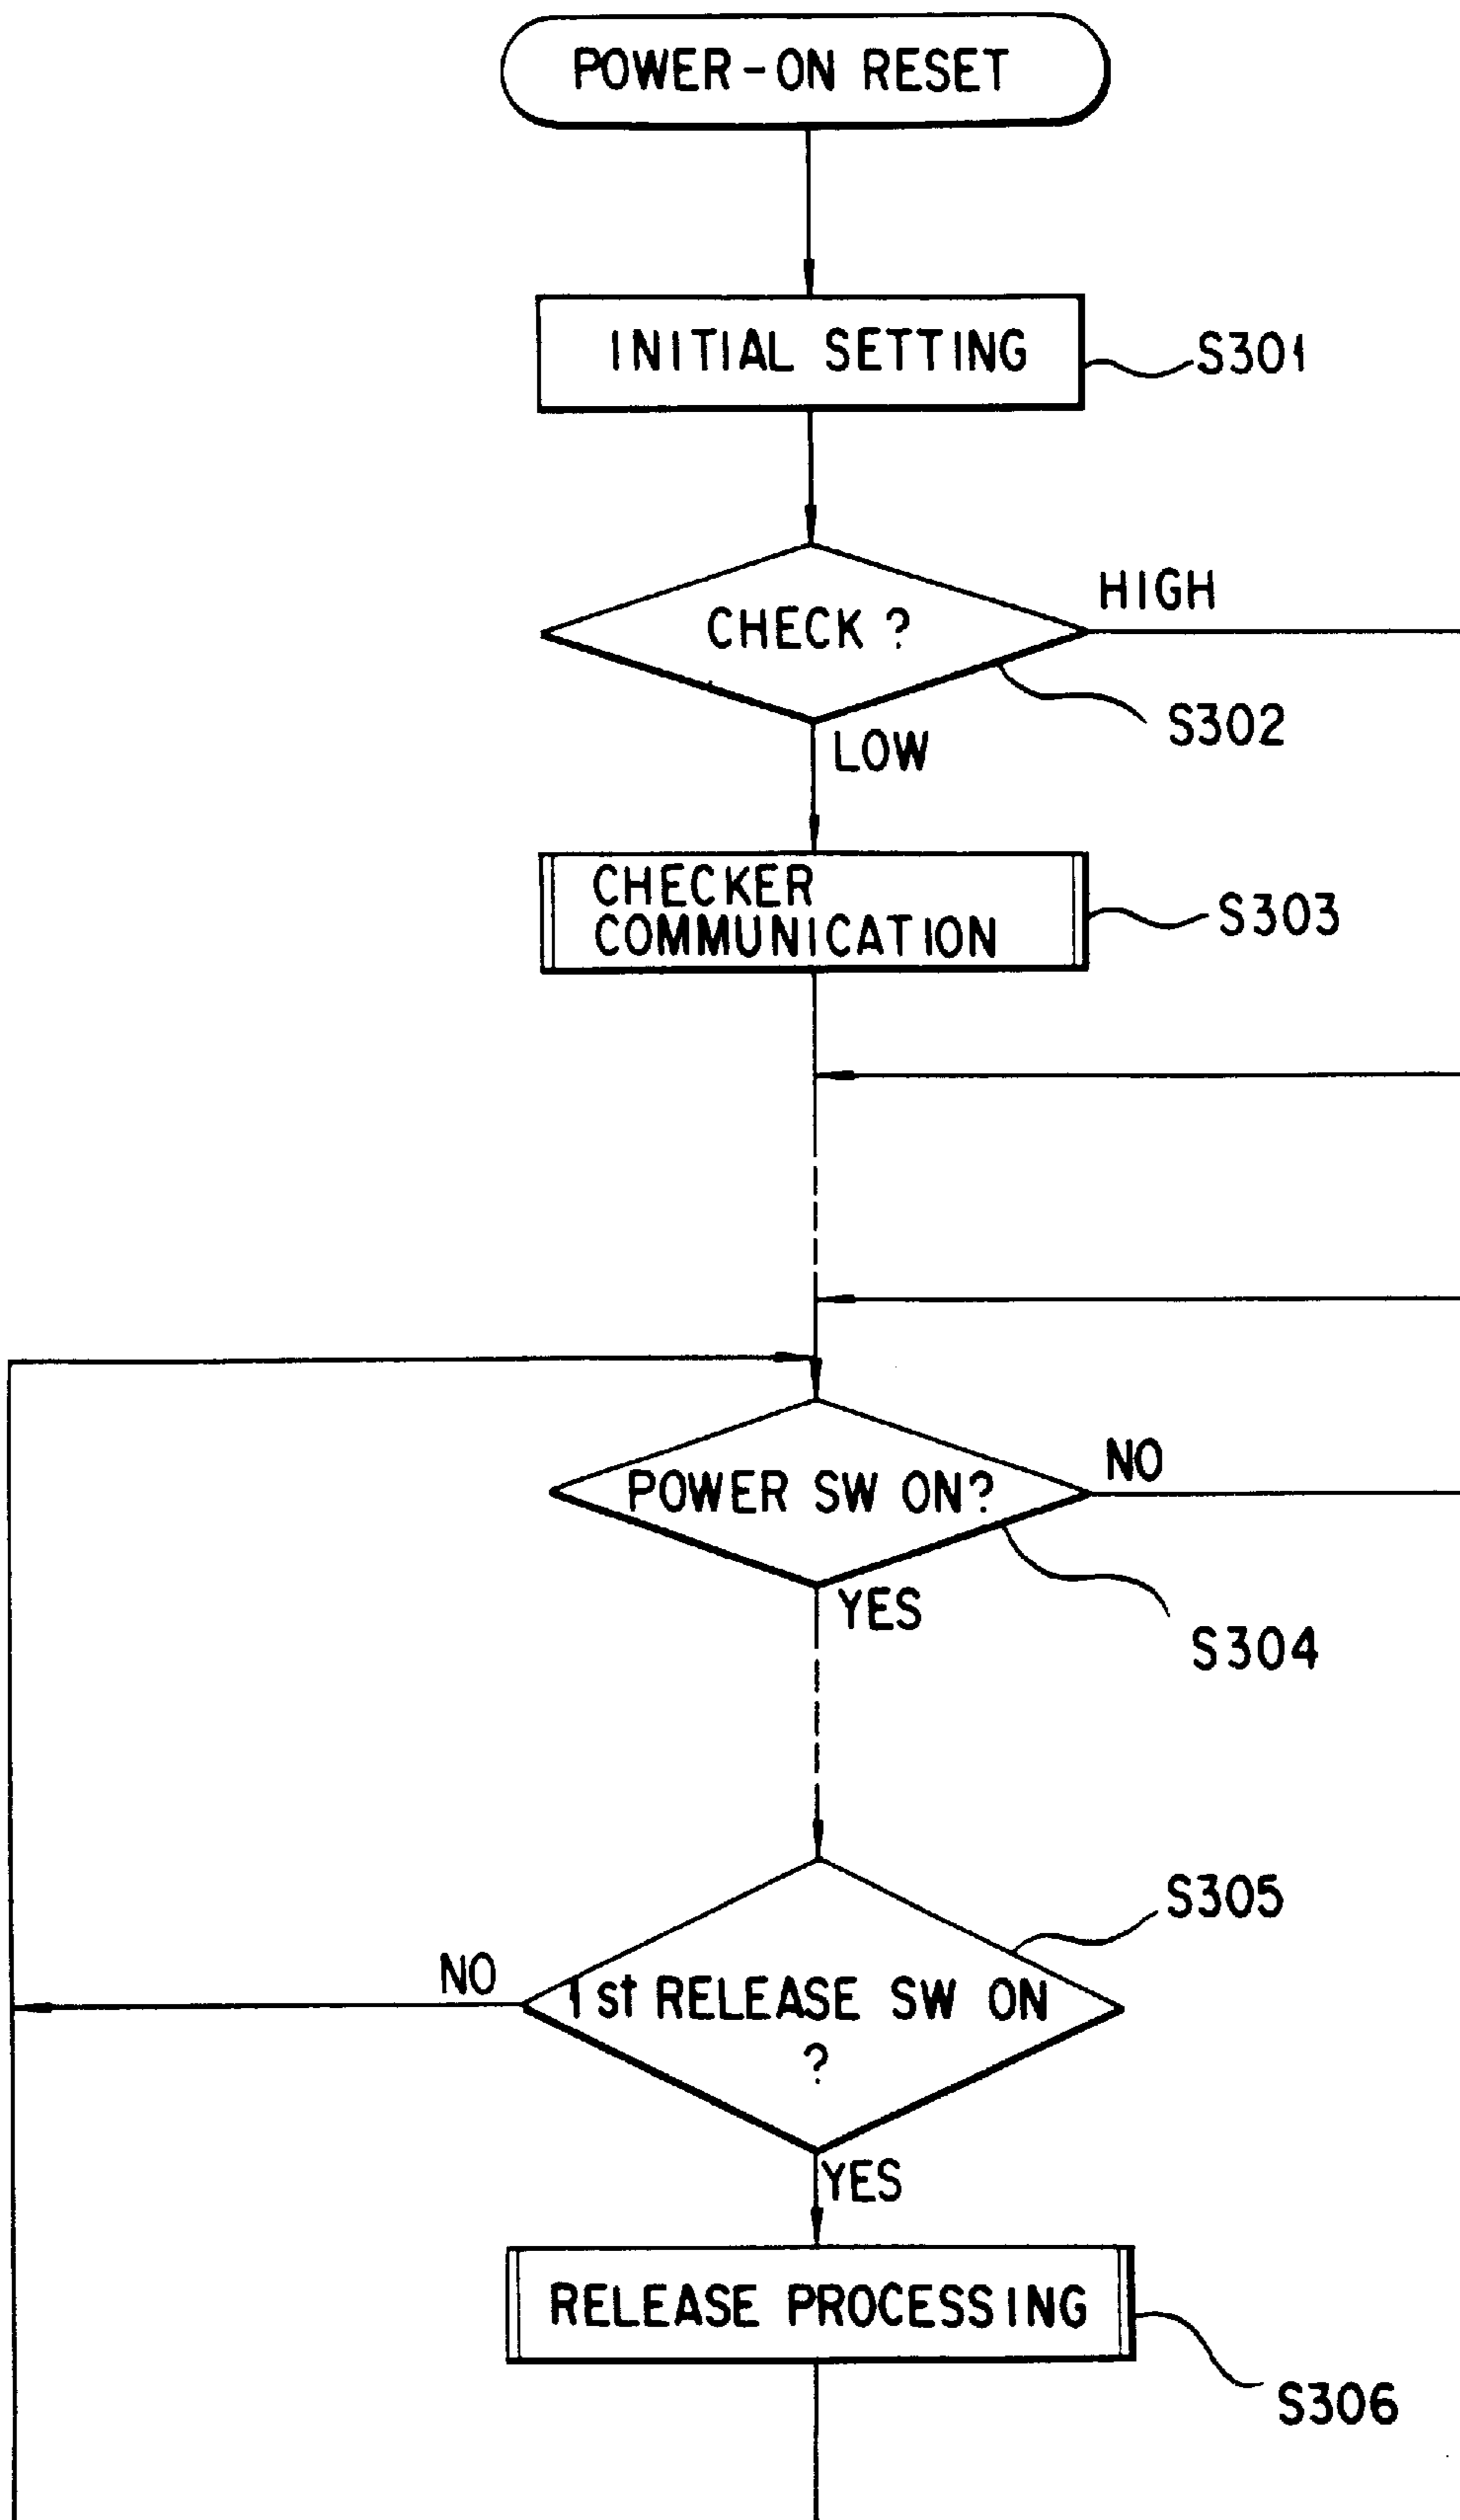 POWER-ON RESET
INITIAL SETTING
S301
CHECK ?
HIGH
S302
LOW
CHECKER
COMMUNICATION
S303
POWER SW ON?
NO
YES
S304
S305
NO
1st RELEASE SW ON
?
YES
RELEASE PROCESSING
S306